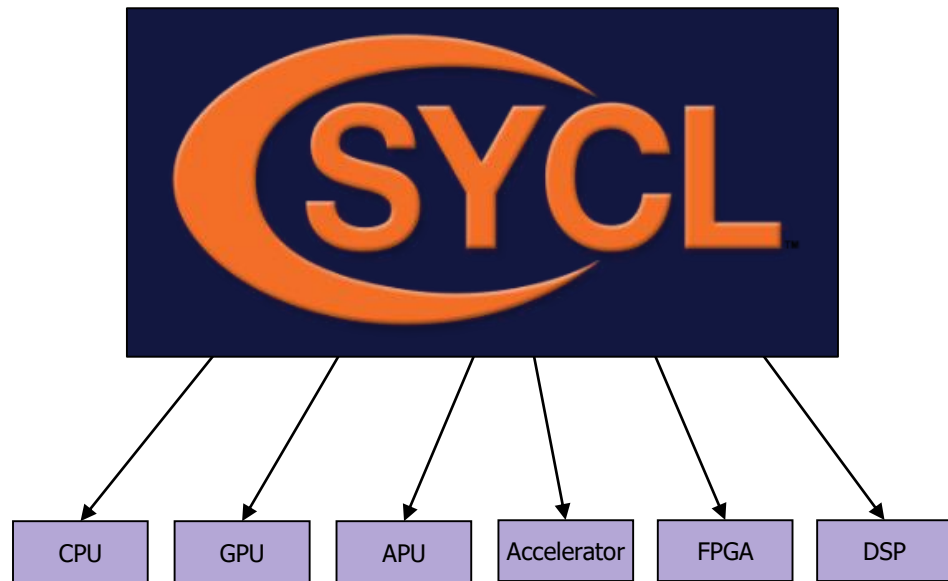 SYCL™
CPU
GPU
APU
Accelerator
FPGA
DSP